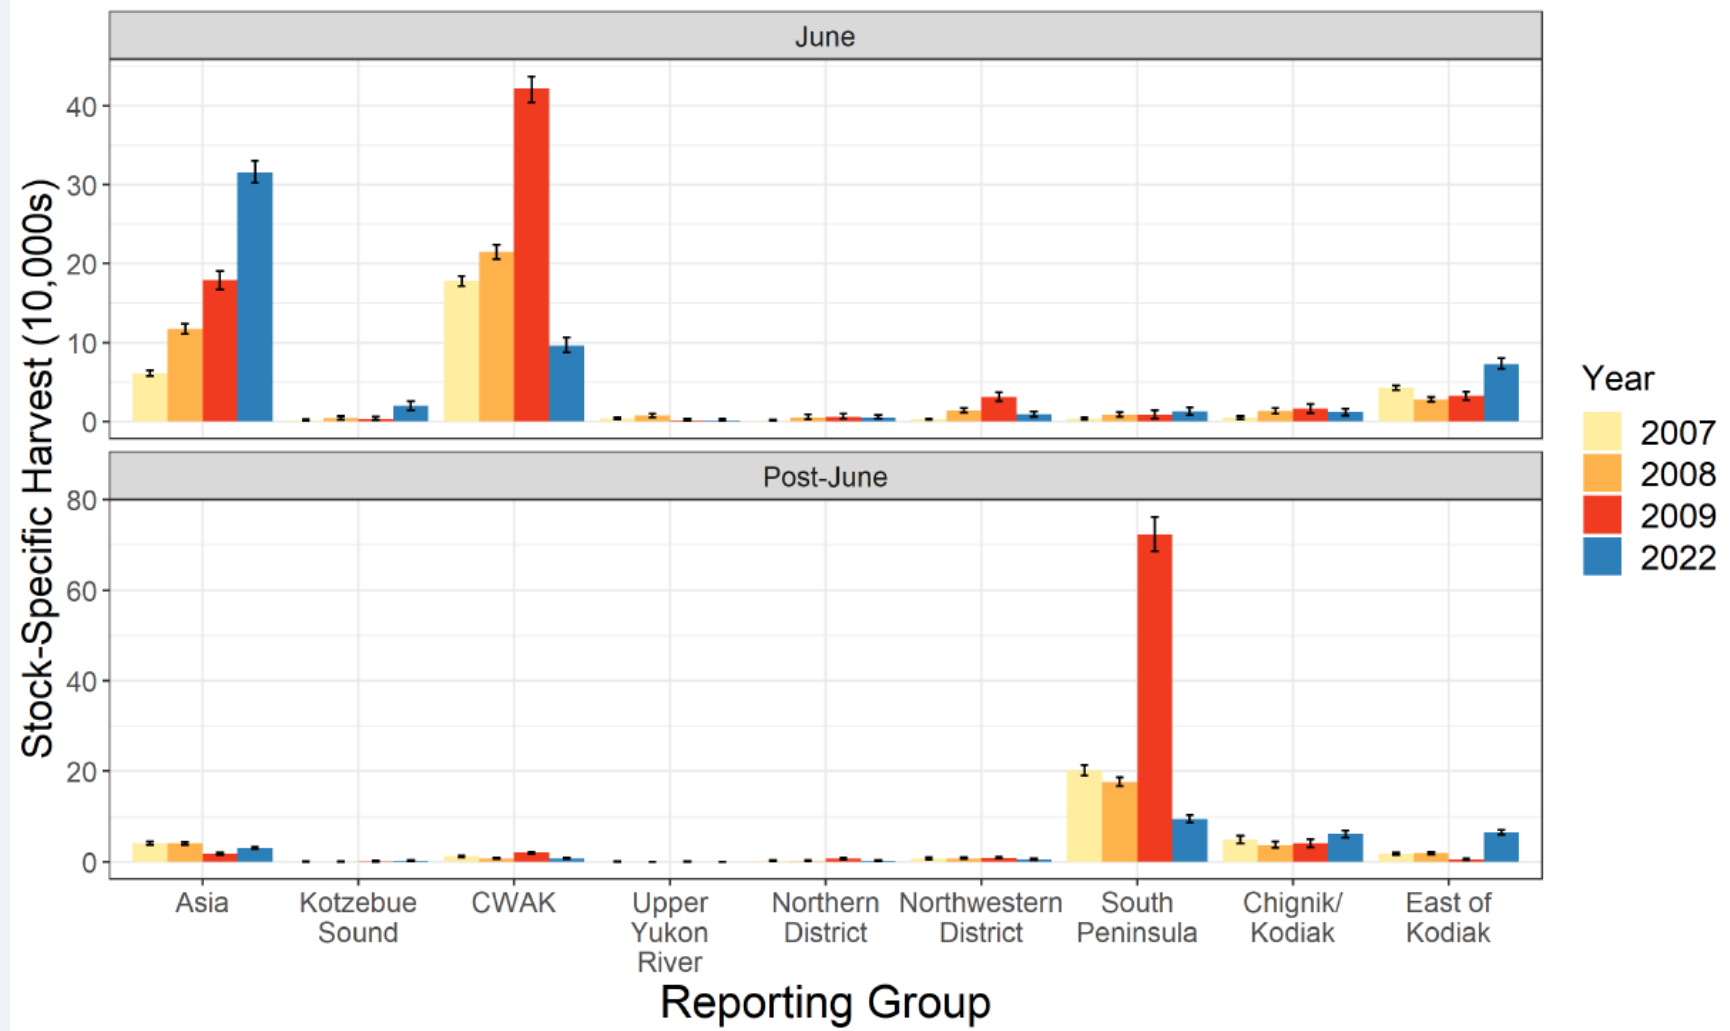 June
40
30
20
10
0
Post-June
80
60
40
20
0
Stock-Specific Harvest (10,000s)
Asia
Kotzebue
Sound
CWAK
Upper
Yukon
River
Northern
District
Northwestern
District
South
Peninsula
Chignik/
Kodiak
East of
Kodiak
Reporting Group
Year
2007
2008
2009
2022